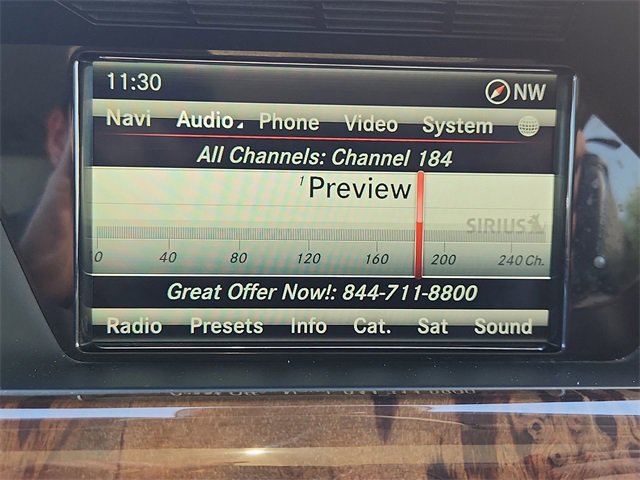 11:30 NW
Navi Audio Phone Video System
All Channels: Channel 184
1 Preview
SIRIUS
0 40 80 120 160 200 240 Ch.
Great Offer Now!: 844-711-8800
Radio Presets Info Cat. Sat Sound